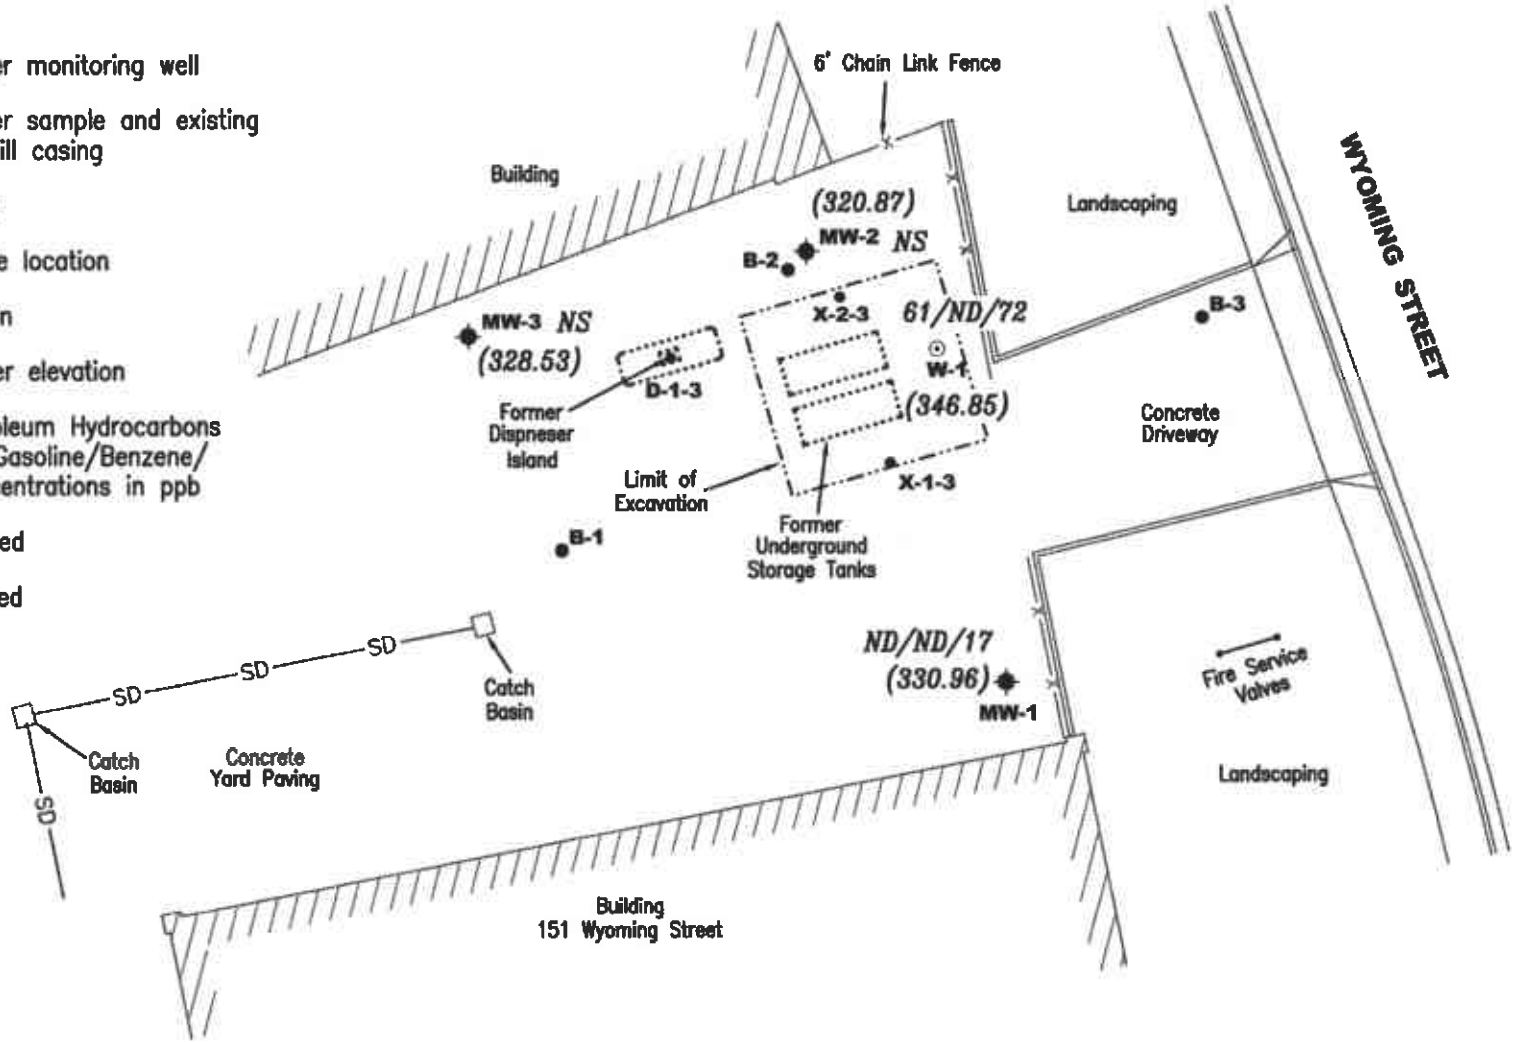 er monitoring well
er sample and existing
ill casing
e location
n
er elevation
oleum Hydrocarbons
Gasoline/Benzene/
entrations in ppb
ed
ed
6' Chain Link Fence
Building
Landscaping
WYOMING STREET
(320.87)
MW-2 NS
B-2
X-2-3
61/ND/72
W-1
(346.85)
B-3
MW-3 NS
(328.53)
D-1-3
Former
Dispneser
Island
Concrete
Driveway
Limit of
Excavation
X-1-3
Former
Underground
Storage Tanks
B-1
SD
SD
SD
Catch
Basin
ND/ND/17
(330.96)
MW-1
Fire Service
Valves
Catch
Basin
Concrete
Yard Paving
SD
Landscaping
Building
151 Wyoming Street